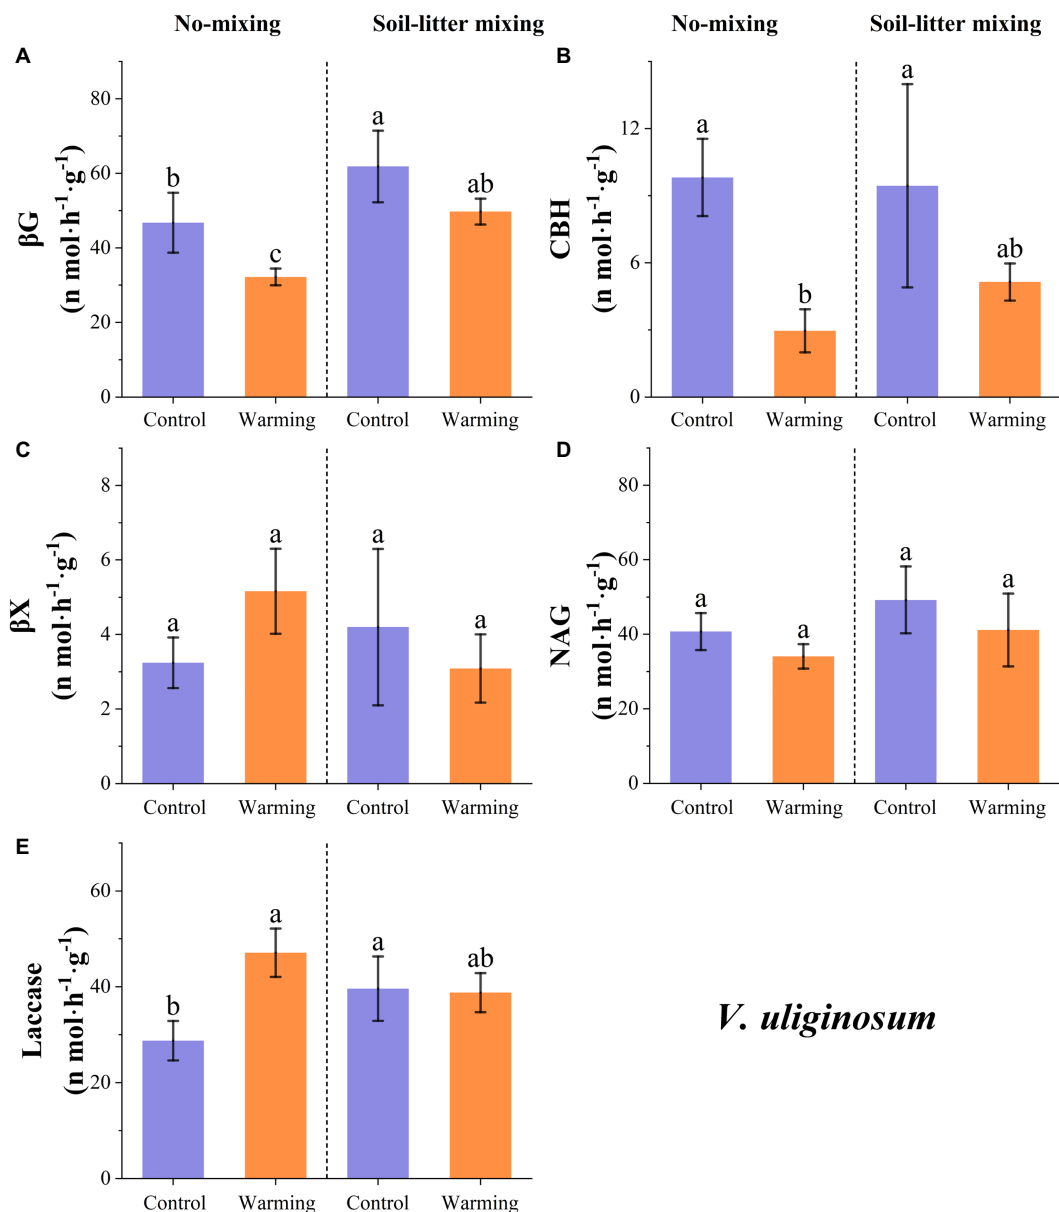 No-mixing Soil-litter mixing No-mixing Soil-litter mixing
A
βG
(n mol·h⁻¹·g⁻¹)
80
60
40
20
0
b
c
a
ab
Control Warming Control Warming
B
CBH
(n mol·h⁻¹·g⁻¹)
12
6
0
a
b
a
ab
Control Warming Control Warming
C
βX
(n mol·h⁻¹·g⁻¹)
8
6
4
2
0
a
a
a
a
Control Warming Control Warming
D
NAG
(n mol·h⁻¹·g⁻¹)
80
60
40
20
0
a
a
a
a
Control Warming Control Warming
E
Laccase
(n mol·h⁻¹·g⁻¹)
60
40
20
0
b
a
a
ab
Control Warming Control Warming
V. uliginosum